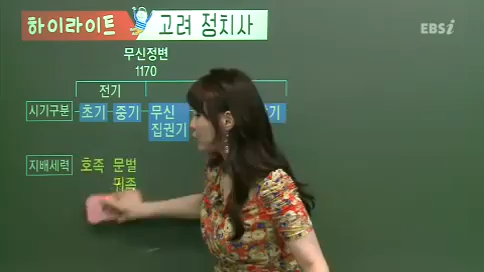 하이라이트 고려 정치사
EBSi
무신정변
1170
전기
시기구분 초기 중기 무신
집권기 기
지배세력 호족 문벌
귀족